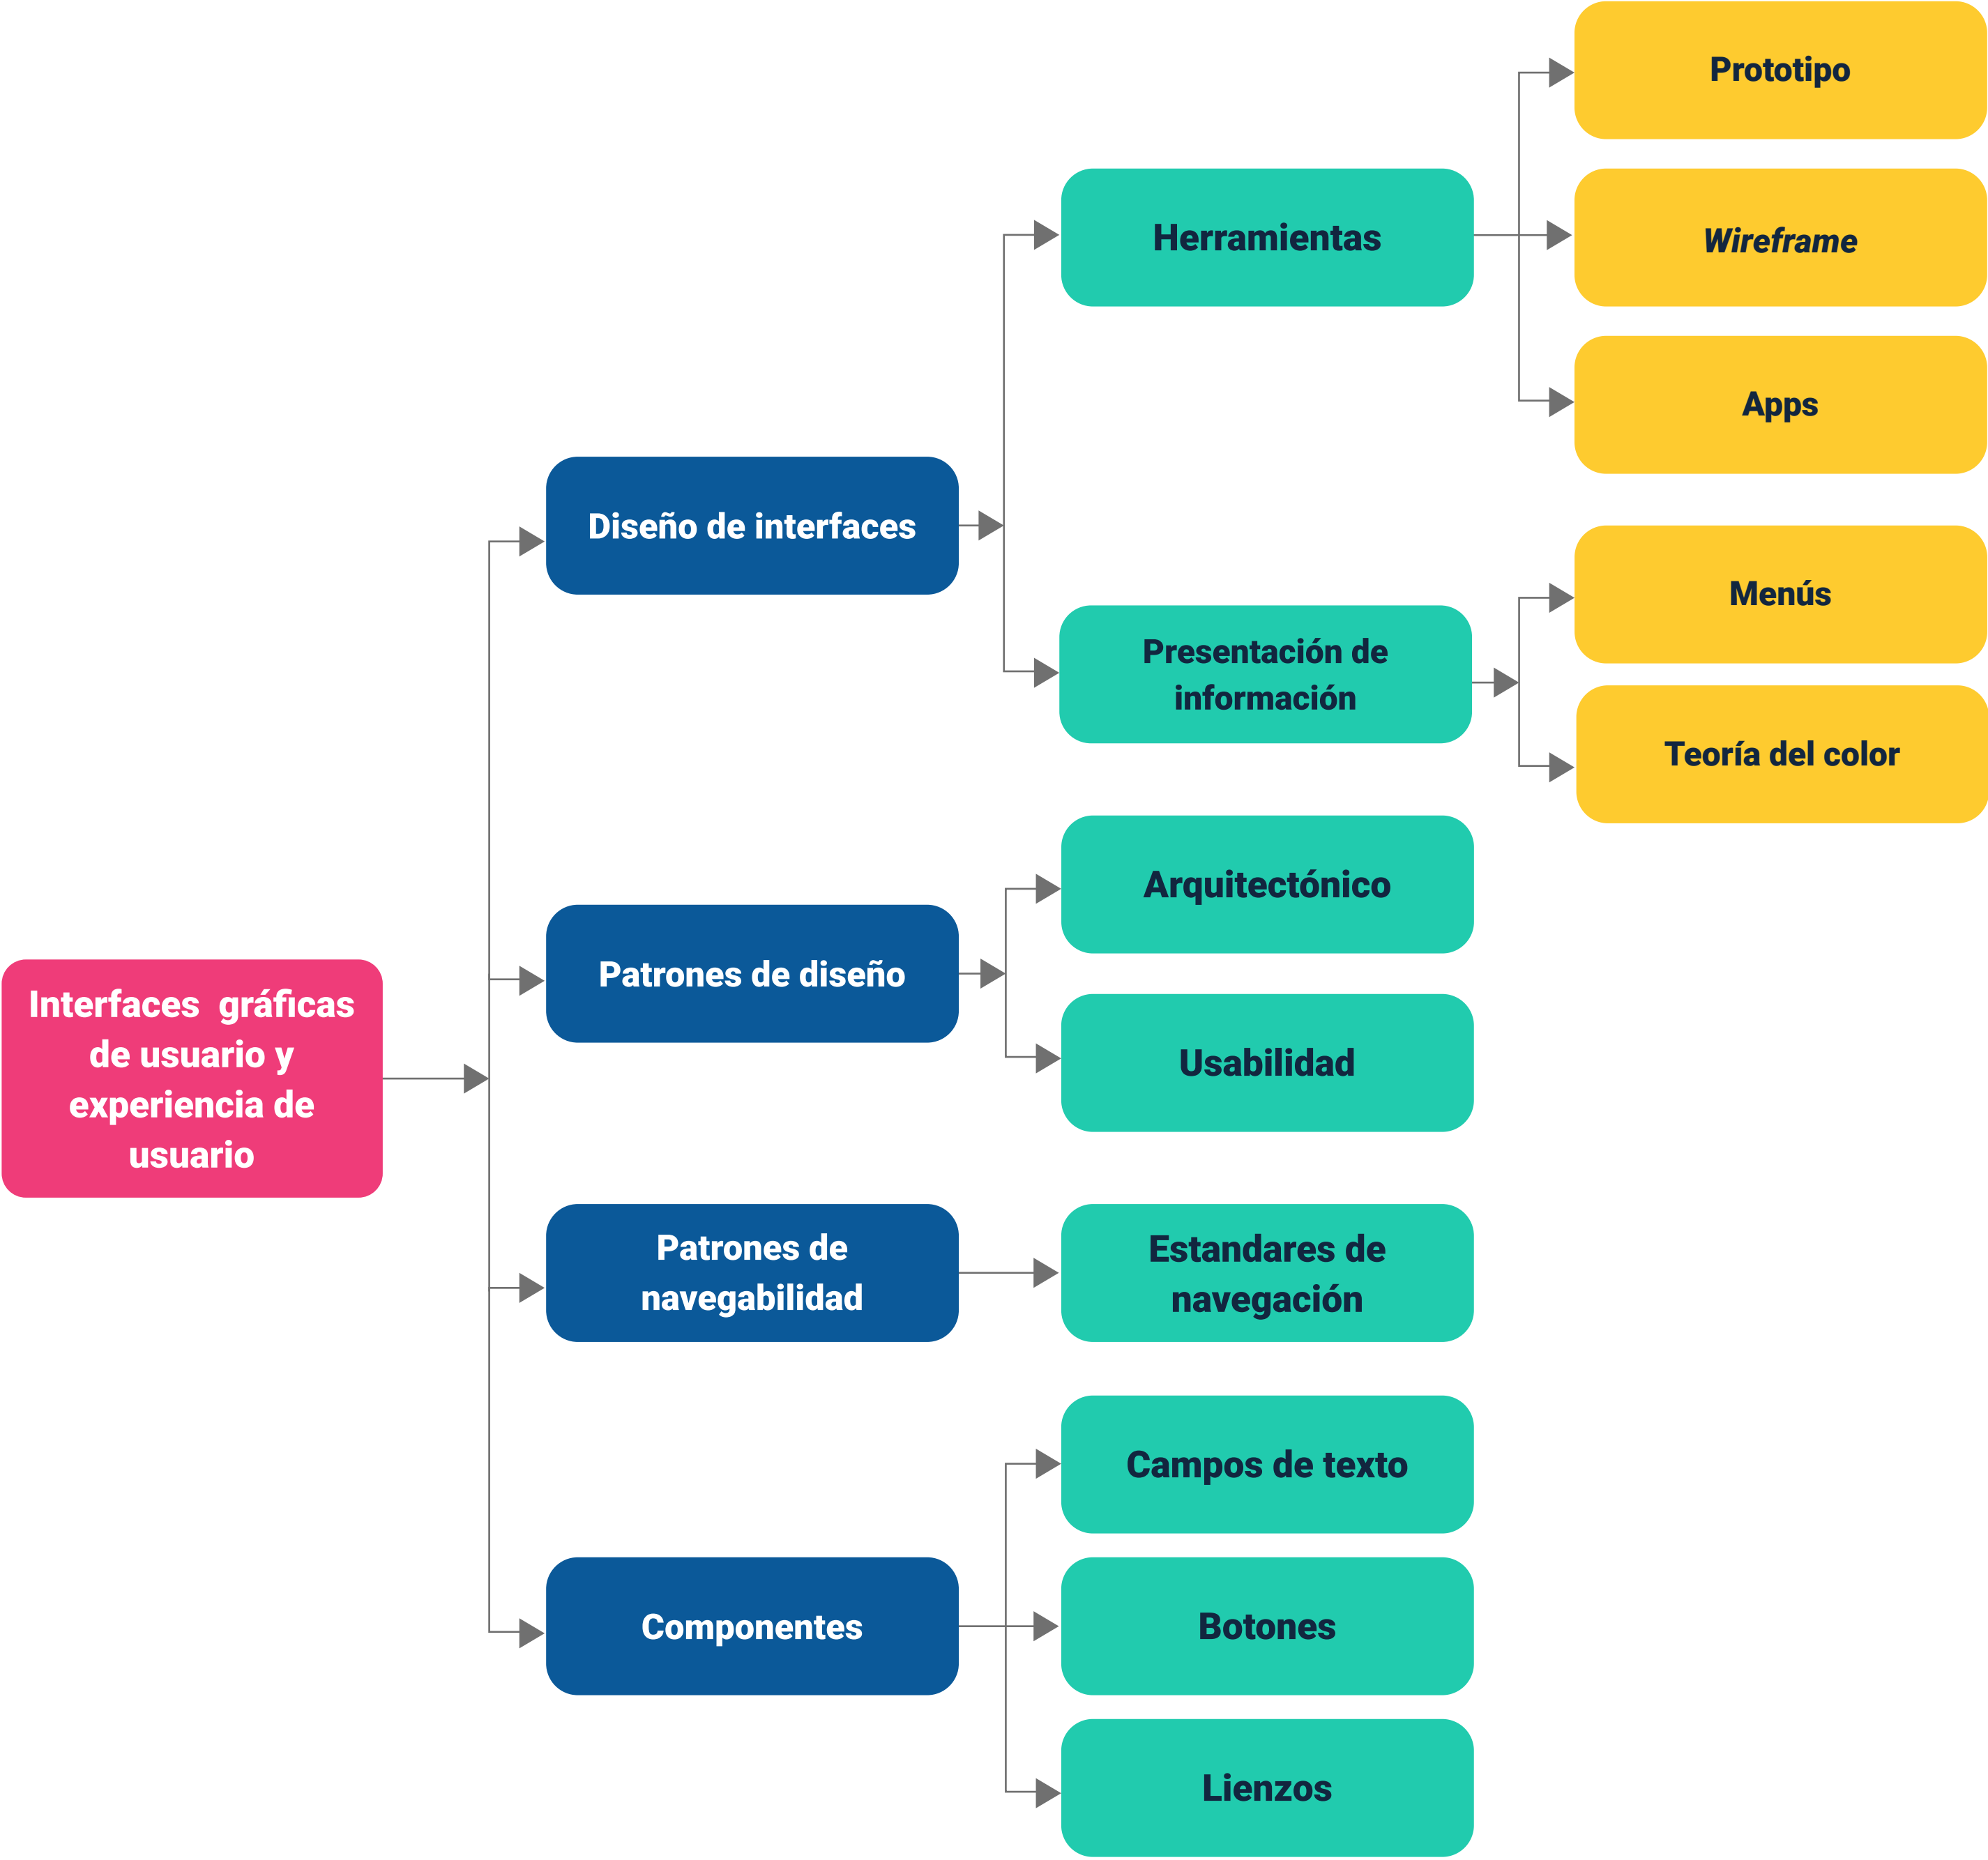 Interfaces gráficas
de usuario y
experiencia de
usuario
Diseño de interfaces
Herramientas
Prototipo
Wireframe
Apps
Presentación de
información
Menús
Teoría del color
Patrones de diseño
Arquitectónico
Usabilidad
Patrones de
navegabilidad
Estandares de
navegación
Componentes
Campos de texto
Botones
Lienzos